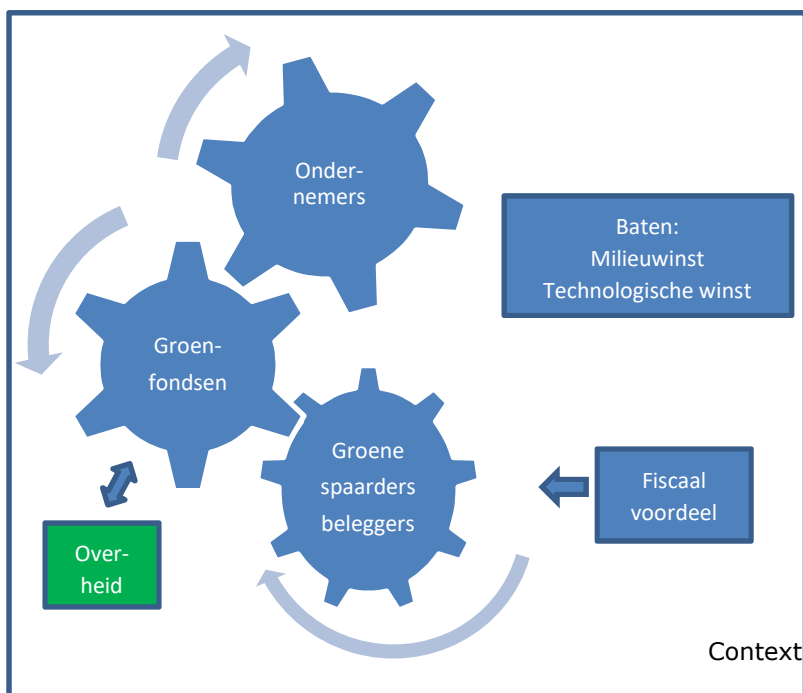 Onder-
nemers
Baten:
Milieuwinst
Technologische winst
Groen-
fondsen
Groene
spaarders
beleggers
Fiscaal
voordeel
Over-
heid
Context